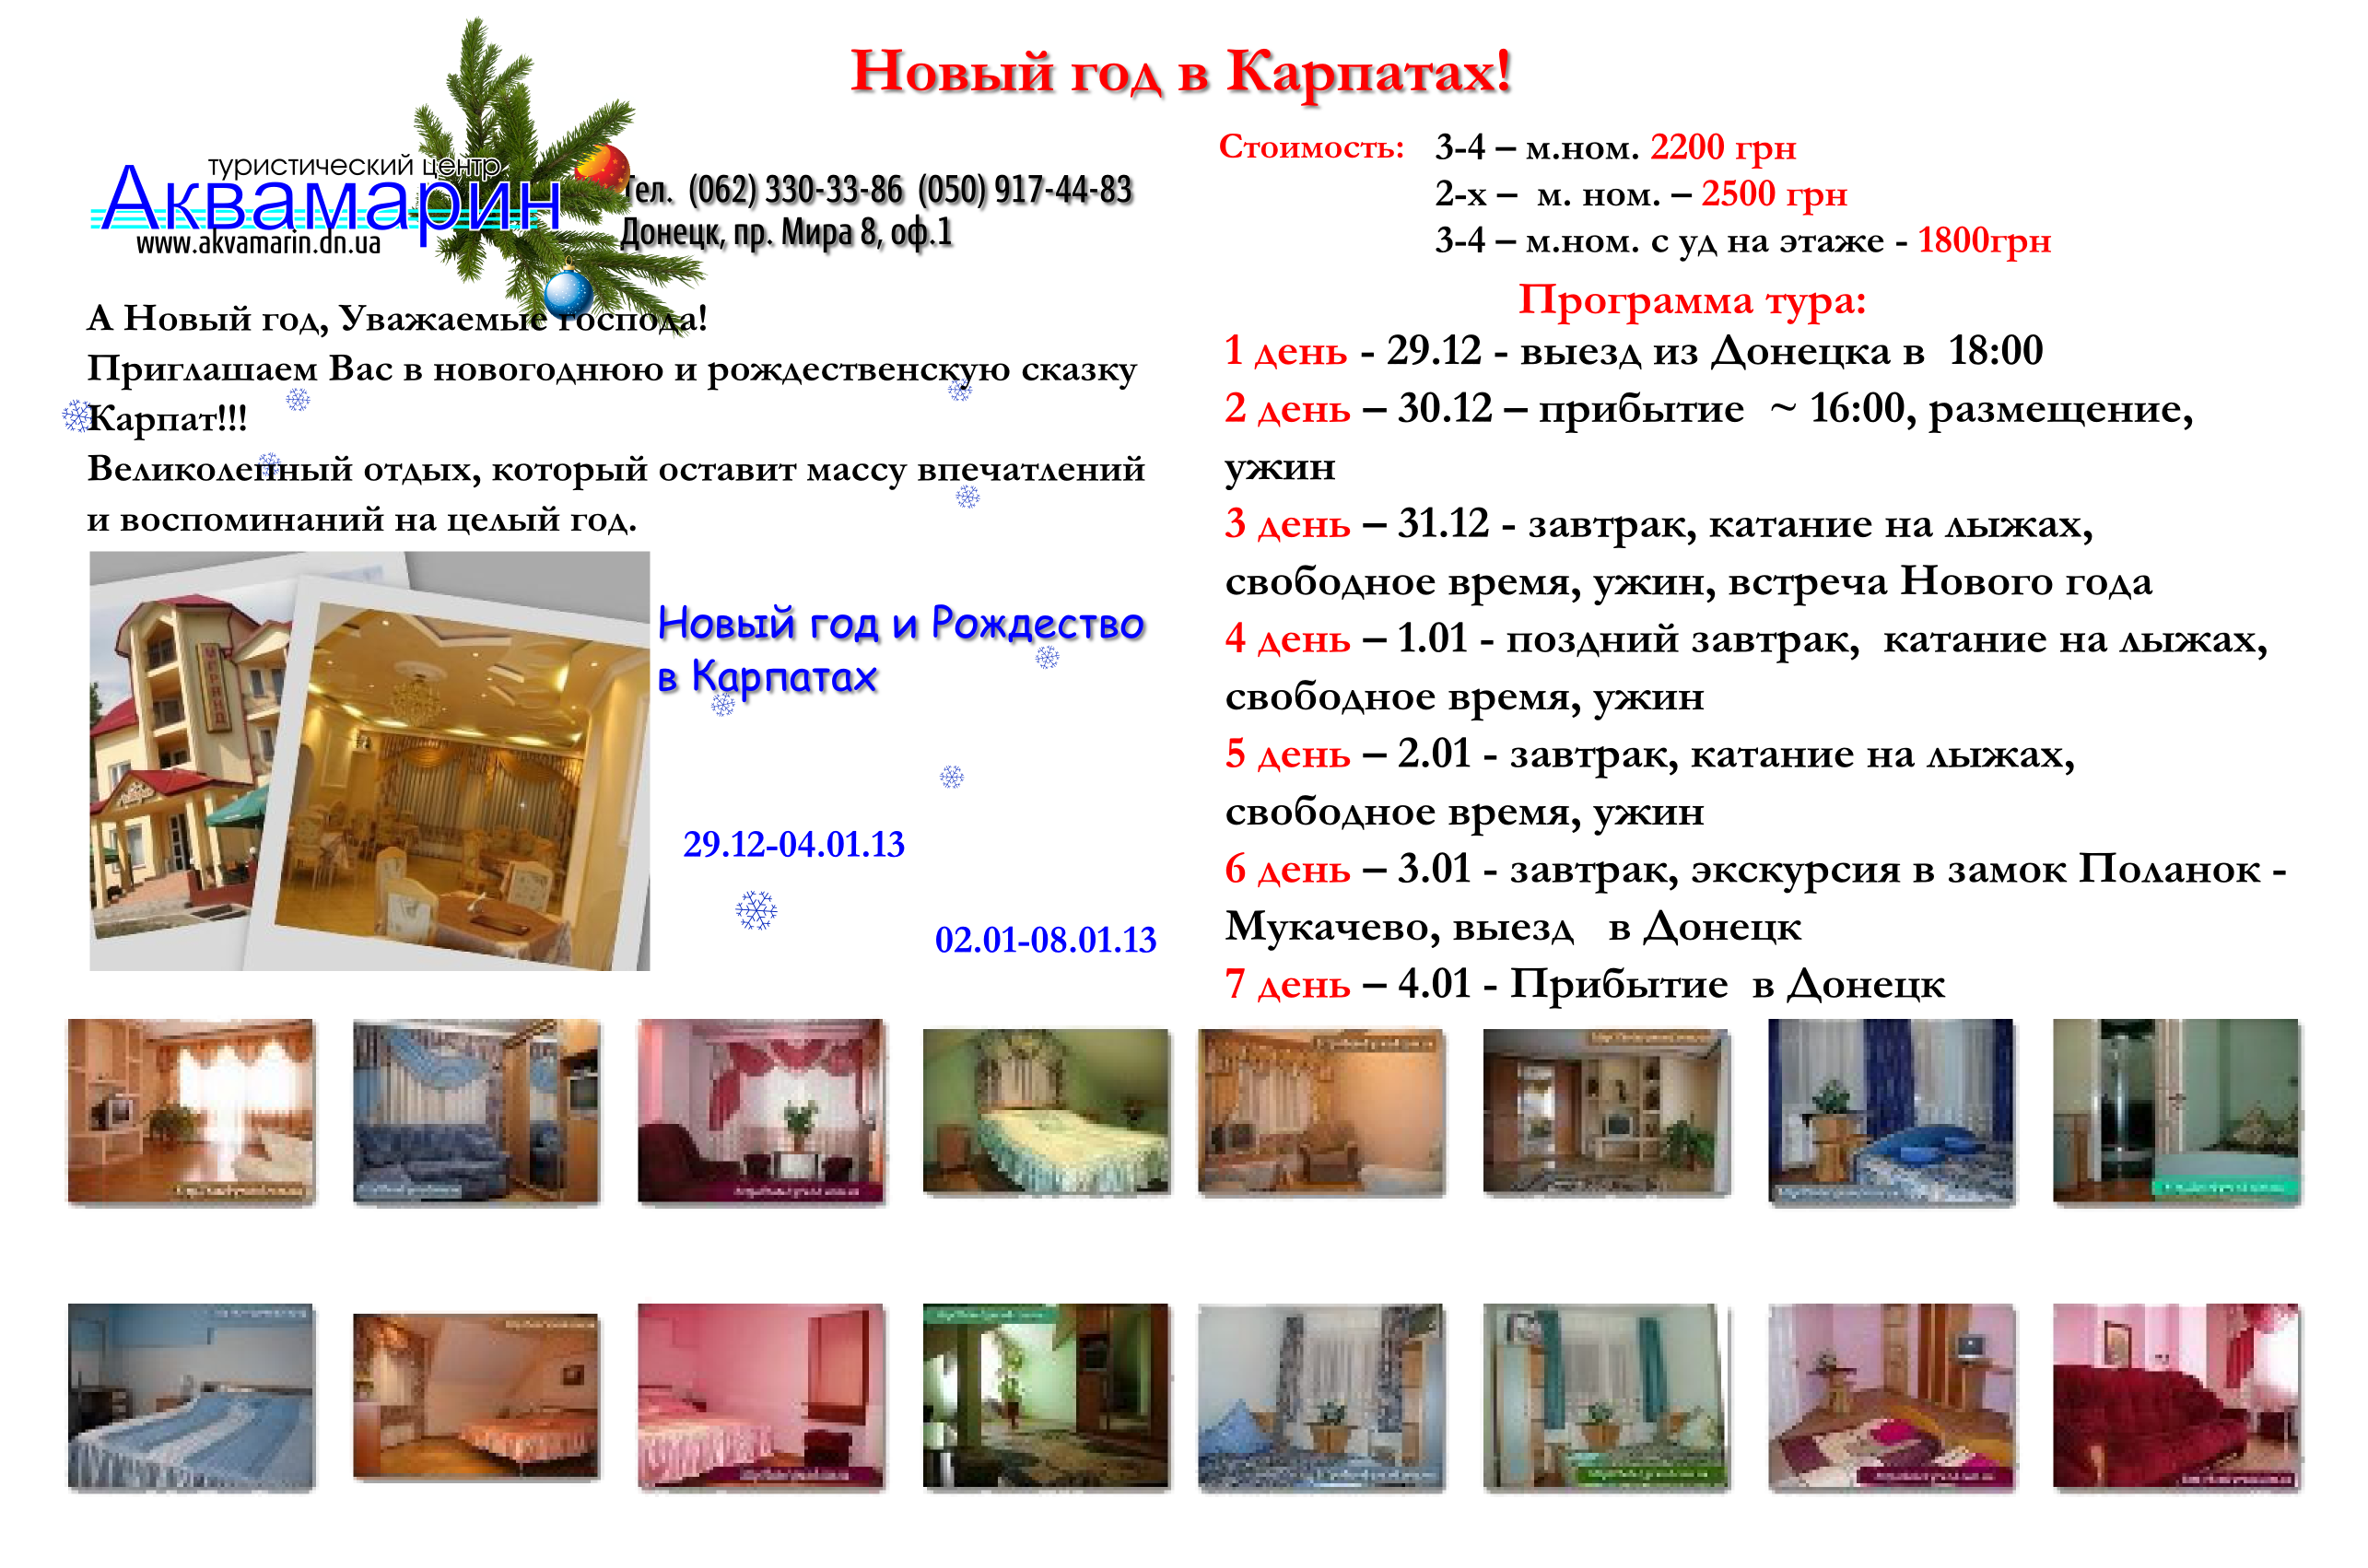 Новый год в Карпатах!
туристический центр
Аквамарин
www.akvamarin.dn.ua
Тел. (062) 330-33-86 (050) 917-44-83
Донецк, пр. Мира 8, оф.1
А Новый год, Уважаемые господа!
Приглашаем Вас в новогоднюю и рождественскую сказку
Карпат!!!
Великолепный отдых, который оставит массу впечатлений
и воспоминаний на целый год.
Новый год и Рождество
в Карпатах
29.12-04.01.13
02.01-08.01.13
Стоимость: 3-4 – м.ном. 2200 грн
2-х – м. ном. – 2500 грн
3-4 – м.ном. с уд на этаже - 1800грн
Программа тура:
1 день - 29.12 - выезд из Донецка в 18:00
2 день – 30.12 – прибытие ~ 16:00, размещение,
ужин
3 день – 31.12 - завтрак, катание на лыжах,
свободное время, ужин, встреча Нового года
4 день – 1.01 - поздний завтрак, катание на лыжах,
свободное время, ужин
5 день – 2.01 - завтрак, катание на лыжах,
свободное время, ужин
6 день – 3.01 - завтрак, экскурсия в замок Поланок -
Мукачево, выезд в Донецк
7 день – 4.01 - Прибытие в Донецк